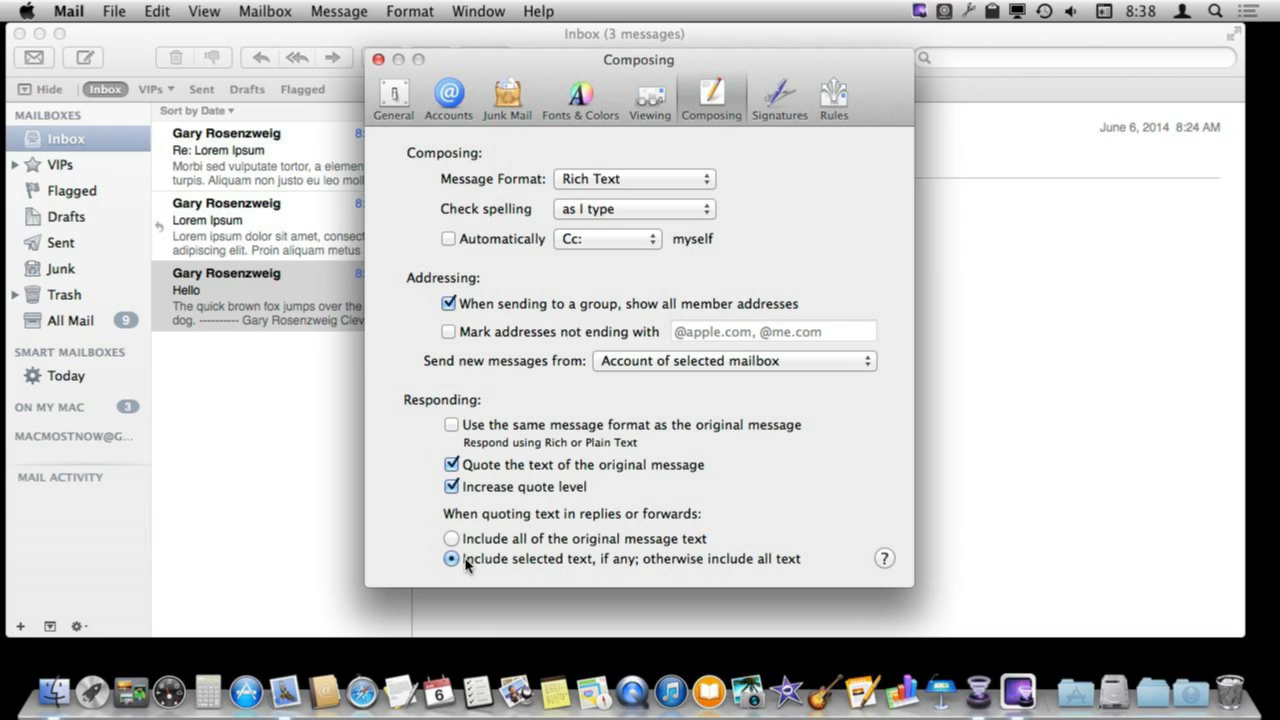 Mail File Edit View Mailbox Message Format Window Help 8:38
Inbox (3 messages)
Composing
General Accounts Junk Mail Fonts & Colors Viewing Composing Signatures Rules
Hide Inbox VIPs Sent Drafts Flagged
MAILBOXES
Inbox
VIPs
Flagged
Drafts
Sent
Junk
Trash
All Mail 9
SMART MAILBOXES
Today
ON MY MAC 3
MACMOSTNOW@G...
MAIL ACTIVITY
Sort by Date
Gary Rosenzweig 8:
Re: Lorem Ipsum
Morbi sed vulputate tortor, a elemen
turpis. Aliquam non justo eu leo moll
Gary Rosenzweig 8:
Lorem Ipsum
Lorem ipsum dolor sit amet, consect
adipiscing elit. Proin aliquam metus
Gary Rosenzweig 8:
Hello
The quick brown fox jumps over the
dog. ---------- Gary Rosenzweig Clev
June 6, 2014 8:24 AM
Composing:
Message Format: Rich Text
Check spelling as I type
Automatically Cc: myself
Addressing:
When sending to a group, show all member addresses
Mark addresses not ending with @apple.com, @me.com
Send new messages from: Account of selected mailbox
Responding:
Use the same message format as the original message
Respond using Rich or Plain Text
Quote the text of the original message
Increase quote level
When quoting text in replies or forwards:
Include all of the original message text
Include selected text, if any; otherwise include all text
?
6